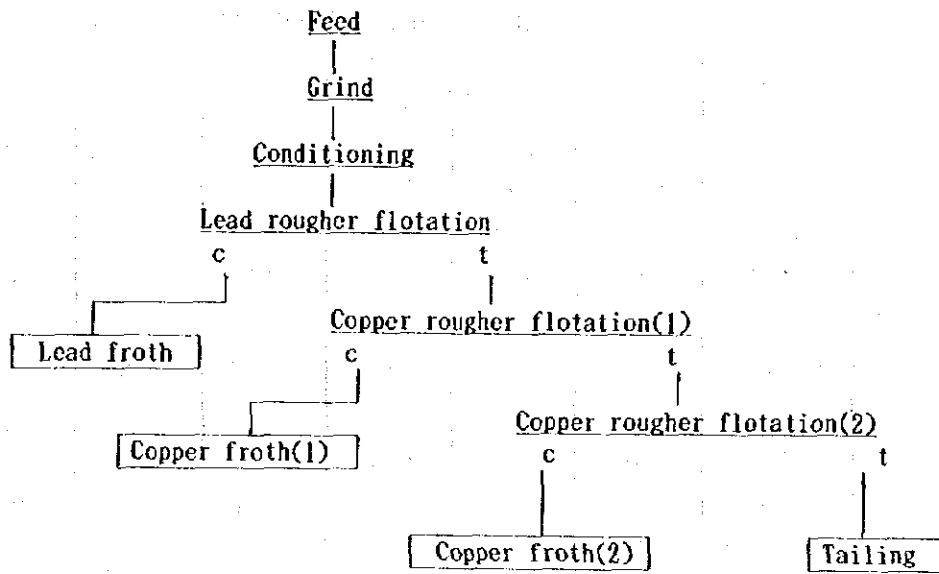 Feed
Grind
Conditioning
Lead rougher flotation
c t
Copper rougher flotation(1)
Lead froth
c t
Copper rougher flotation(2)
Copper froth(1)
c t
Copper froth(2) Tailing